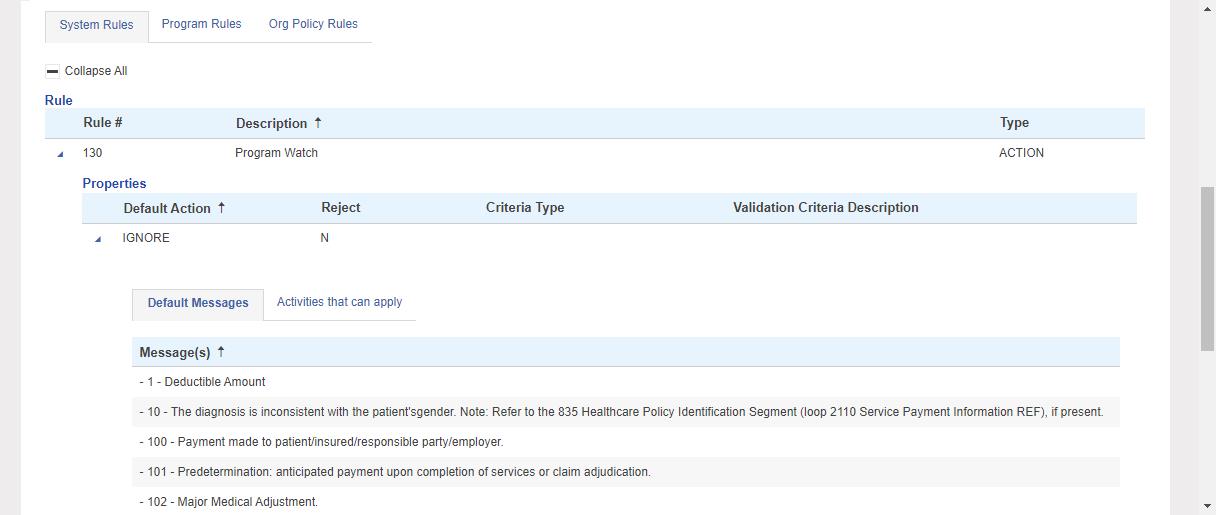 System Rules Program Rules Org Policy Rules
Collapse All
Rule
Rule # Description ↑ Type
130 Program Watch ACTION
Properties
Default Action ↑ Reject Criteria Type Validation Criteria Description
IGNORE N
Default Messages Activities that can apply
Message(s) ↑
- 1 - Deductible Amount
- 10 - The diagnosis is inconsistent with the patient'sgender. Note: Refer to the 835 Healthcare Policy Identification Segment (loop 2110 Service Payment Information REF), if present.
- 100 - Payment made to patient/insured/responsible party/employer.
- 101 - Predetermination: anticipated payment upon completion of services or claim adjudication.
- 102 - Major Medical Adjustment.